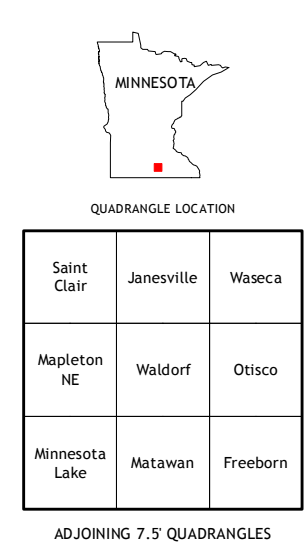 MINNESOTA
QUADRANGLE LOCATION
Saint
Clair
Janesville
Waseca
Mapleton
NE
Waldorf
Otisco
Minnesota
Lake
Matawan
Freeborn
ADJOINING 7.5' QUADRANGLES